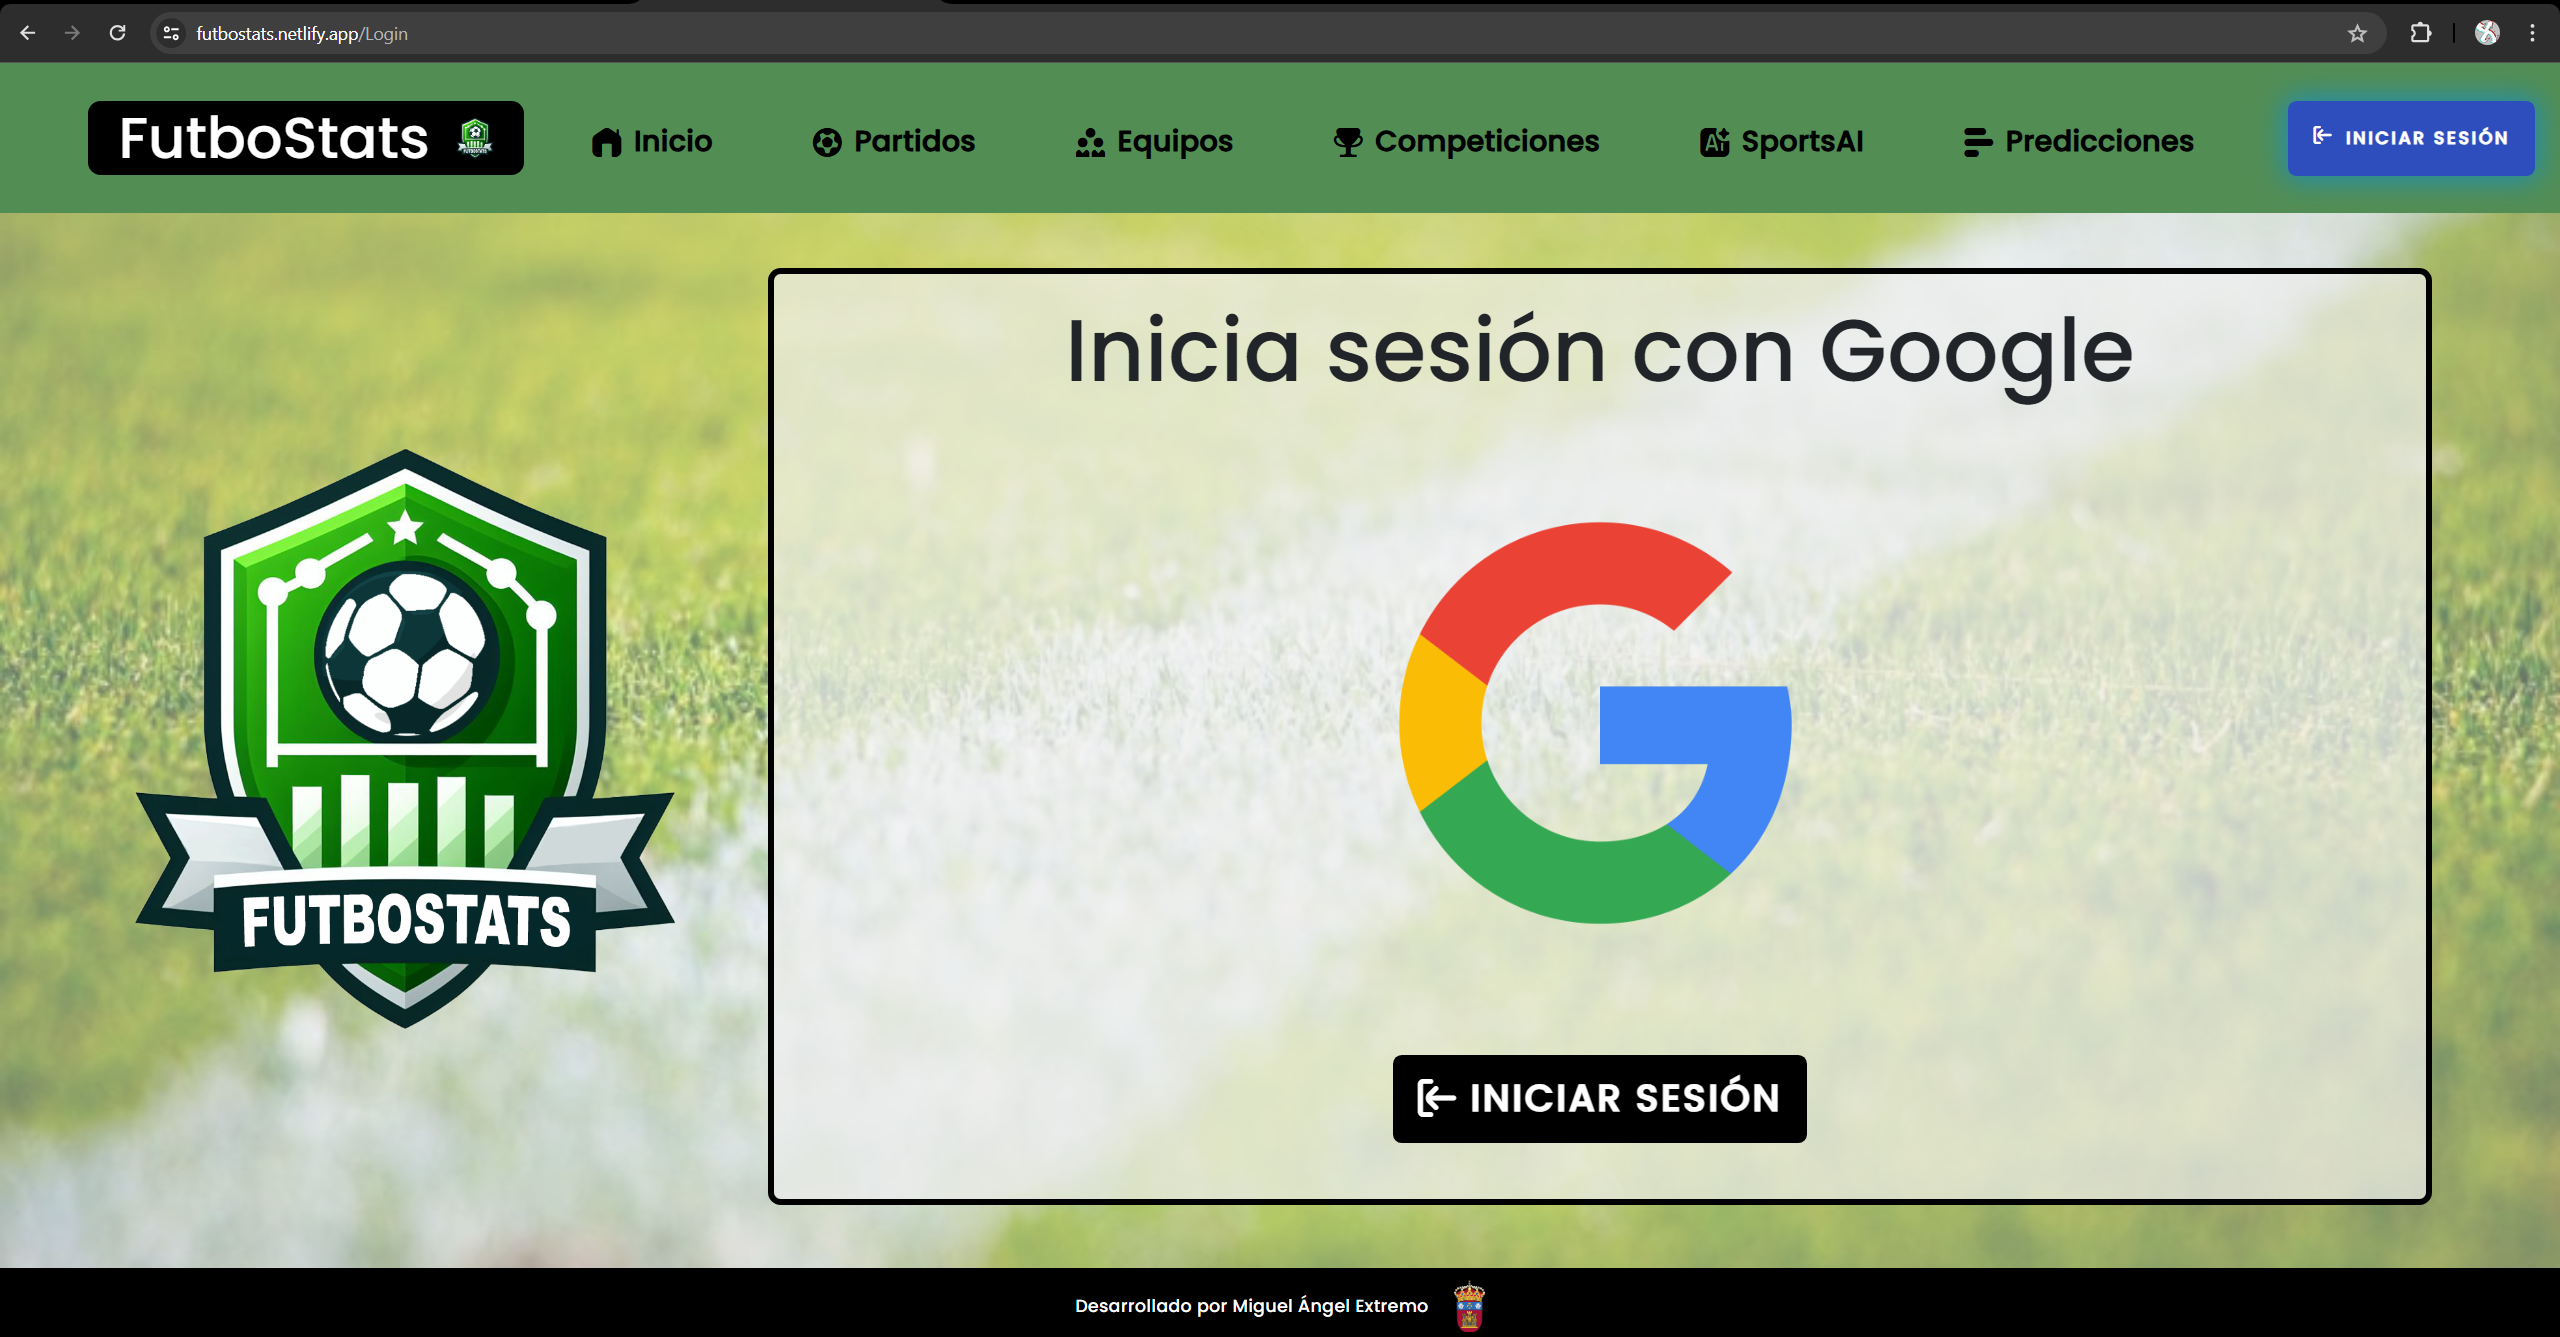 futbostats.netlify.app/Login
FutboStats
Inicio
Partidos
Equipos
Competiciones
SportsAI
Predicciones
INICIAR SESIÓN
Inicia sesión con Google
FUTBOSTATS
INICIAR SESIÓN
Desarrollado por Miguel Ángel Extremo